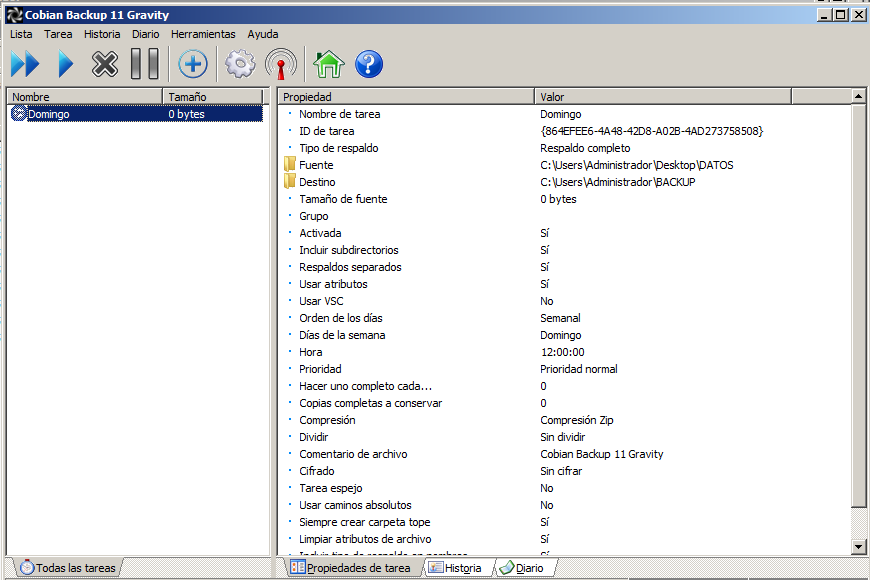 Cobian Backup 11 Gravity
Lista Tarea Historia Diario Herramientas Ayuda
Nombre Tamaño
Domingo 0 bytes
Propiedad Valor
Nombre de tarea Domingo
ID de tarea {864EFEE6-4A48-42D8-A02B-4AD273758508}
Tipo de respaldo Respaldo completo
Fuente C:\Users\Administrador\Desktop\DATOS
Destino C:\Users\Administrador\BACKUP
Tamaño de fuente 0 bytes
Grupo
Activada Sí
Incluir subdirectorios Sí
Respaldos separados Sí
Usar atributos Sí
Usar VSC No
Orden de los días Semanal
Días de la semana Domingo
Hora 12:00:00
Prioridad Prioridad normal
Hacer uno completo cada... 0
Copias completas a conservar 0
Compresión Compresión Zip
Dividir Sin dividir
Comentario de archivo Cobian Backup 11 Gravity
Cifrado Sin cifrar
Tarea espejo No
Usar caminos absolutos No
Siempre crear carpeta tope Sí
Limpiar atributos de archivo Sí
Incluir tipo de respaldo en nombres Sí
Todas las tareas
Propiedades de tarea Historia Diario